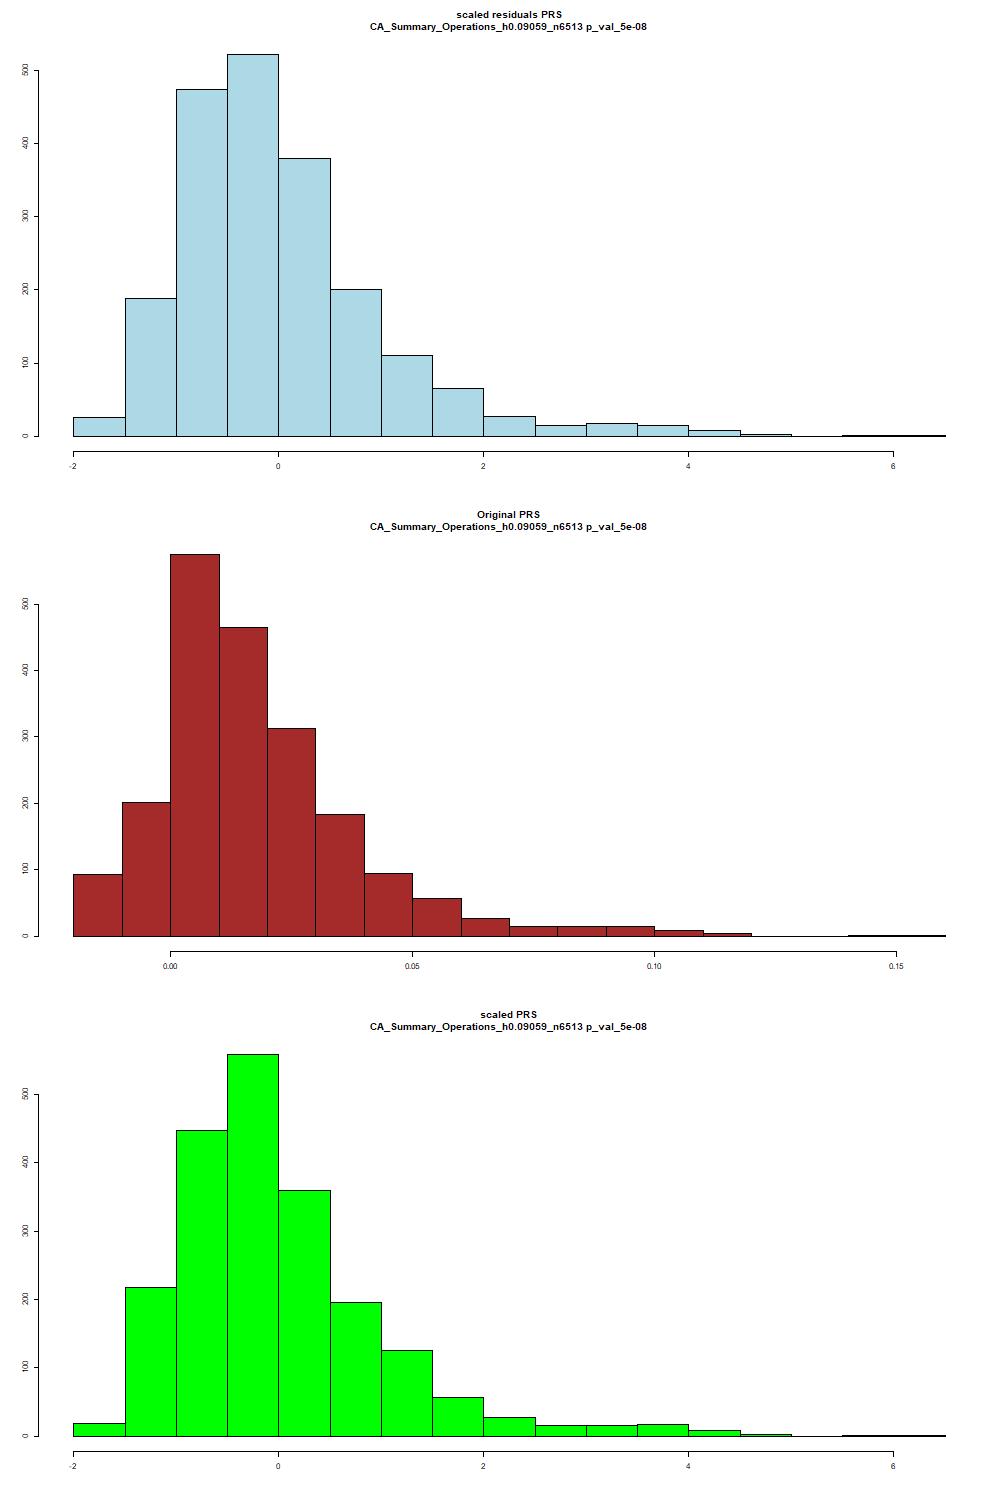 scaled residuals PRS
CA_Summary_Operations_h0.09059_n6513 p_val_5e-08
500
400
300
200
100
0
-2 0 2 4 6
Original PRS
CA_Summary_Operations_h0.09059_n6513 p_val_5e-08
500
400
300
200
100
0
0.00 0.05 0.10 0.15
scaled PRS
CA_Summary_Operations_h0.09059_n6513 p_val_5e-08
500
400
300
200
100
0
-2 0 2 4 6